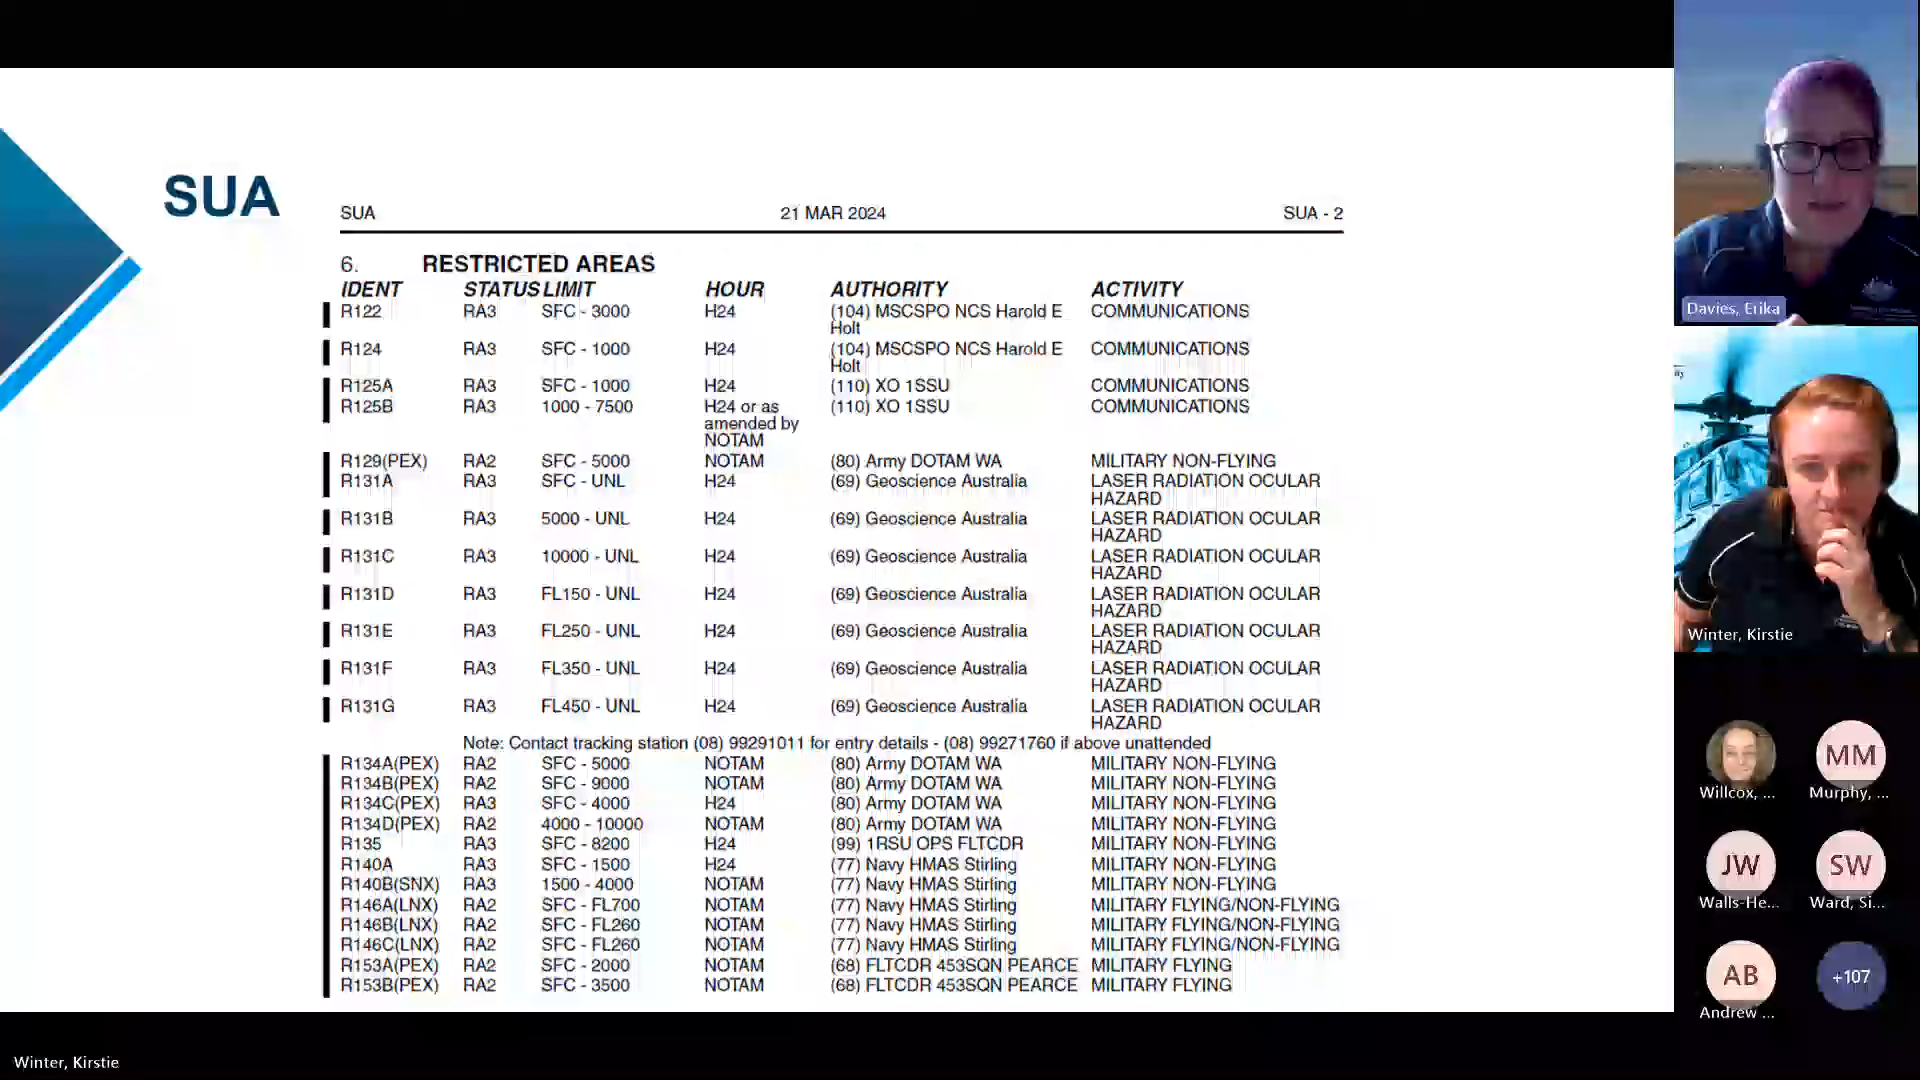 SUA
SUA 21 MAR 2024 SUA - 2
6. RESTRICTED AREAS
IDENT STATUS LIMIT HOUR AUTHORITY ACTIVITY
R122 RA3 SFC - 3000 H24 (104) MSCSPO NCS Harold E COMMUNICATIONS
Holt
R124 RA3 SFC - 1000 H24 (104) MSCSPO NCS Harold E COMMUNICATIONS
Holt
R125A RA3 SFC - 1000 H24 (110) XO 1SSU COMMUNICATIONS
R125B RA3 1000 - 7500 H24 or as (110) XO 1SSU COMMUNICATIONS
amended by
NOTAM
R129(PEX) RA2 SFC - 5000 NOTAM (80) Army DOTAM WA MILITARY NON-FLYING
R131A RA3 SFC - UNL H24 (69) Geoscience Australia LASER RADIATION OCULAR
HAZARD
R131B RA3 5000 - UNL H24 (69) Geoscience Australia LASER RADIATION OCULAR
HAZARD
R131C RA3 10000 - UNL H24 (69) Geoscience Australia LASER RADIATION OCULAR
HAZARD
R131D RA3 FL150 - UNL H24 (69) Geoscience Australia LASER RADIATION OCULAR
HAZARD
R131E RA3 FL250 - UNL H24 (69) Geoscience Australia LASER RADIATION OCULAR
HAZARD
R131F RA3 FL350 - UNL H24 (69) Geoscience Australia LASER RADIATION OCULAR
HAZARD
R131G RA3 FL450 - UNL H24 (69) Geoscience Australia LASER RADIATION OCULAR
HAZARD
Note: Contact tracking station (08) 99291011 for entry details - (08) 99271760 if above unattended
R134A(PEX) RA2 SFC - 5000 NOTAM (80) Army DOTAM WA MILITARY NON-FLYING
R134B(PEX) RA2 SFC - 9000 NOTAM (80) Army DOTAM WA MILITARY NON-FLYING
R134C(PEX) RA3 SFC - 4000 H24 (80) Army DOTAM WA MILITARY NON-FLYING
R134D(PEX) RA2 4000 - 10000 NOTAM (80) Army DOTAM WA MILITARY NON-FLYING
R135 RA3 SFC - 8200 H24 (99) 1RSU OPS FLTCDR MILITARY NON-FLYING
R140A RA3 SFC - 1500 H24 (77) Navy HMAS Stirling MILITARY NON-FLYING
R140B(SNX) RA3 1500 - 4000 NOTAM (77) Navy HMAS Stirling MILITARY NON-FLYING
R146A(LNX) RA2 SFC - FL700 NOTAM (77) Navy HMAS Stirling MILITARY FLYING/NON-FLYING
R146B(LNX) RA2 SFC - FL260 NOTAM (77) Navy HMAS Stirling MILITARY FLYING/NON-FLYING
R146C(LNX) RA2 SFC - FL260 NOTAM (77) Navy HMAS Stirling MILITARY FLYING/NON-FLYING
R153A(PEX) RA2 SFC - 2000 NOTAM (68) FLTCDR 453SQN PEARCE MILITARY FLYING
R153B(PEX) RA2 SFC - 3500 NOTAM (68) FLTCDR 453SQN PEARCE MILITARY FLYING
Davies, Erika
Winter, Kirstie
Willcox, ...
MM
Murphy, ...
JW
Walls-He...
SW
Ward, Si...
AB
Andrew ...
+107
Winter, Kirstie